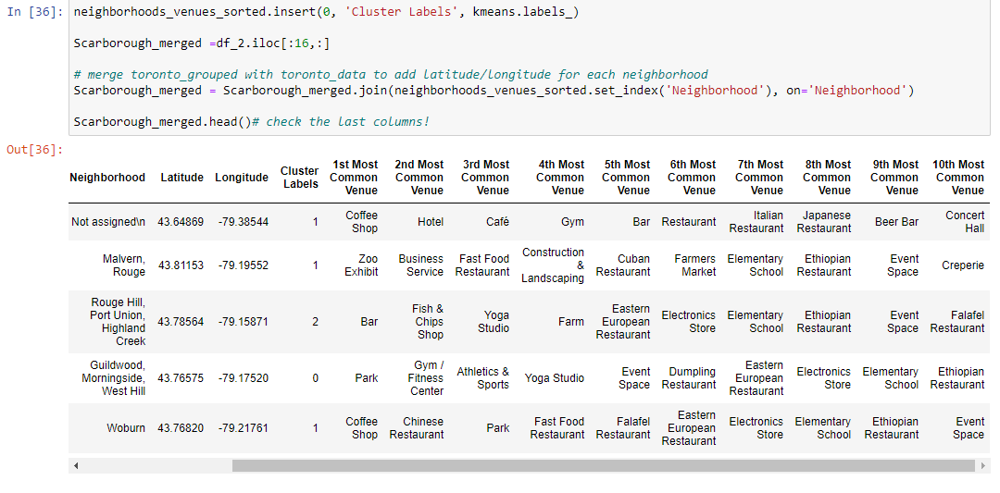 In [36]: neighborhoods_venues_sorted.insert(0, 'Cluster Labels', kmeans.labels_)
Scarborough_merged =df_2.iloc[:16,:]
# merge toronto_grouped with toronto_data to add latitude/longitude for each neighborhood
Scarborough_merged = Scarborough_merged.join(neighborhoods_venues_sorted.set_index('Neighborhood'), on='Neighborhood')
Scarborough_merged.head()# check the last columns!
Out[36]:
Neighborhood Latitude Longitude Cluster Labels 1st Most Common Venue 2nd Most Common Venue 3rd Most Common Venue 4th Most Common Venue 5th Most Common Venue 6th Most Common Venue 7th Most Common Venue 8th Most Common Venue 9th Most Common Venue 10th Most Common Venue
Not assigned\n 43.64869 -79.38544 1 Coffee Shop Hotel Café Gym Bar Restaurant Italian Restaurant Japanese Restaurant Beer Bar Concert Hall
Malvern, Rouge 43.81153 -79.19552 1 Zoo Exhibit Business Service Fast Food Restaurant Construction & Landscaping Cuban Restaurant Farmers Market Elementary School Ethiopian Restaurant Event Space Creperie
Rouge Hill, Port Union, Highland Creek 43.78564 -79.15871 2 Bar Fish & Chips Shop Yoga Studio Farm Eastern European Restaurant Electronics Store Elementary School Ethiopian Restaurant Event Space Falafel Restaurant
Guildwood, Morningside, West Hill 43.76575 -79.17520 0 Park Gym / Fitness Center Athletics & Sports Yoga Studio Event Space Dumpling Restaurant Eastern European Restaurant Electronics Store Elementary School Ethiopian Restaurant
Woburn 43.76820 -79.21761 1 Coffee Shop Chinese Restaurant Park Fast Food Restaurant Falafel Restaurant Eastern European Restaurant Electronics Store Elementary School Ethiopian Restaurant Event Space